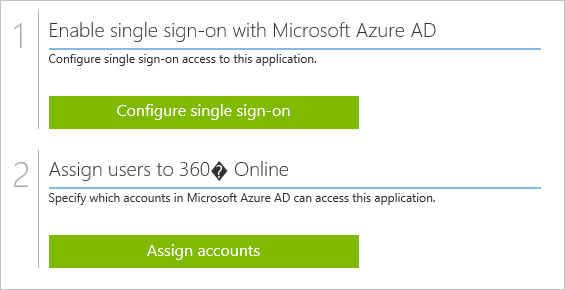 1
Enable single sign-on with Microsoft Azure AD
Configure single sign-on access to this application.
Configure single sign-on
2
Assign users to 360� Online
Specify which accounts in Microsoft Azure AD can access this application.
Assign accounts